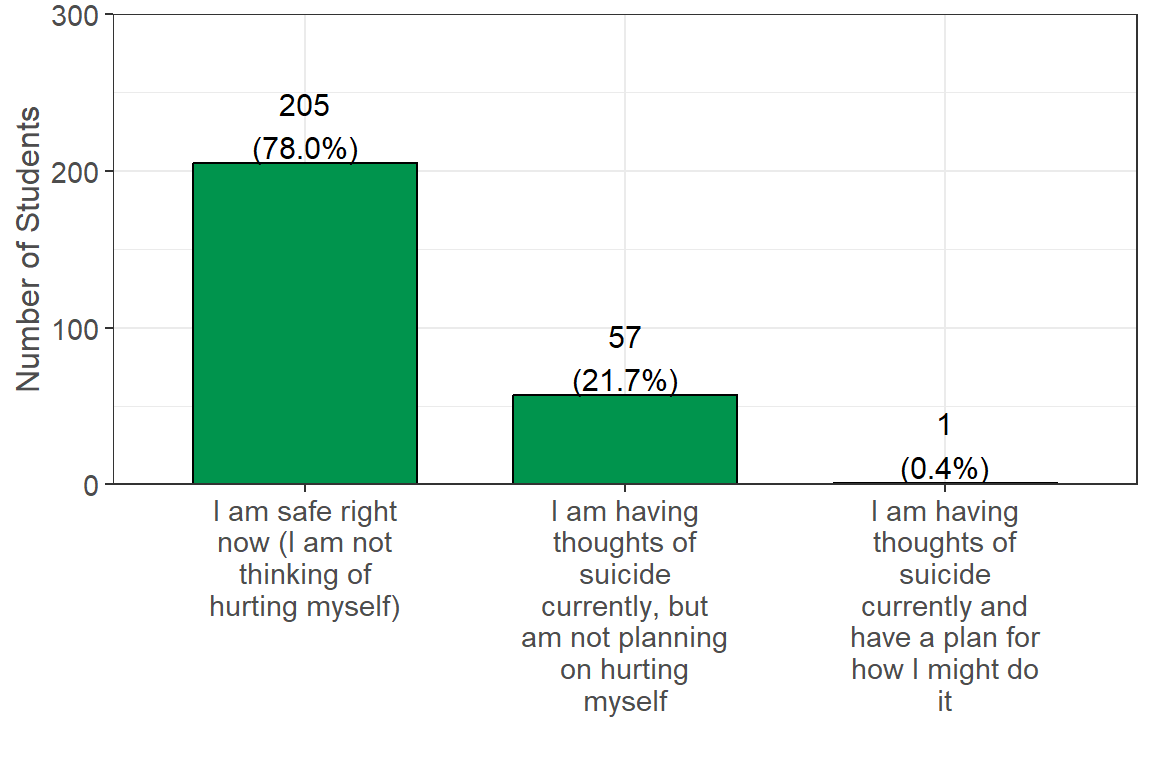 Number of Students
300
200
100
0
205
(78.0%)
57
(21.7%)
1
(0.4%)
I am safe right
now (I am not
thinking of
hurting myself)
I am having
thoughts of
suicide
currently, but
am not planning
on hurting
myself
I am having
thoughts of
suicide
currently and
have a plan for
how I might do
it